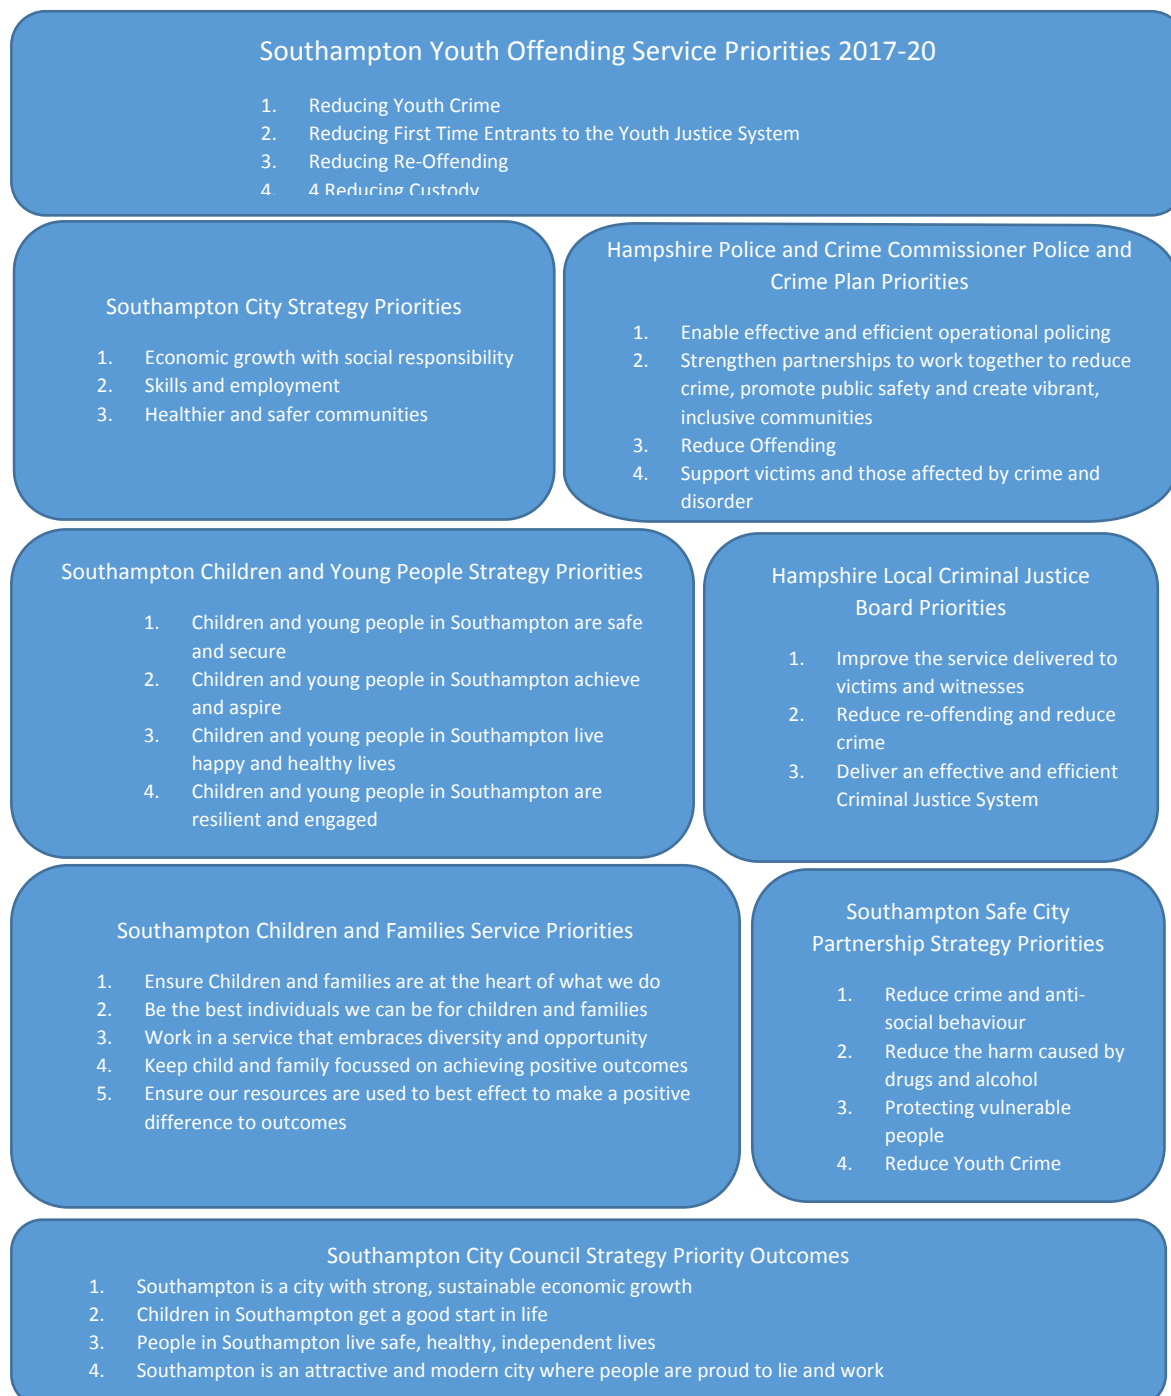 Southampton Youth Offending Service Priorities 2017-20
1. Reducing Youth Crime
2. Reducing First Time Entrants to the Youth Justice System
3. Reducing Re-Offending
4. 4 Reducing Custody
Southampton City Strategy Priorities
1. Economic growth with social responsibility
2. Skills and employment
3. Healthier and safer communities
Hampshire Police and Crime Commissioner Police and
Crime Plan Priorities
1. Enable effective and efficient operational policing
2. Strengthen partnerships to work together to reduce
crime, promote public safety and create vibrant,
inclusive communities
3. Reduce Offending
4. Support victims and those affected by crime and
disorder
Southampton Children and Young People Strategy Priorities
1. Children and young people in Southampton are safe
and secure
2. Children and young people in Southampton achieve
and aspire
3. Children and young people in Southampton live
happy and healthy lives
4. Children and young people in Southampton are
resilient and engaged
Hampshire Local Criminal Justice
Board Priorities
1. Improve the service delivered to
victims and witnesses
2. Reduce re-offending and reduce
crime
3. Deliver an effective and efficient
Criminal Justice System
Southampton Children and Families Service Priorities
1. Ensure Children and families are at the heart of what we do
2. Be the best individuals we can be for children and families
3. Work in a service that embraces diversity and opportunity
4. Keep child and family focussed on achieving positive outcomes
5. Ensure our resources are used to best effect to make a positive
difference to outcomes
Southampton Safe City
Partnership Strategy Priorities
1. Reduce crime and anti-
social behaviour
2. Reduce the harm caused by
drugs and alcohol
3. Protecting vulnerable
people
4. Reduce Youth Crime
Southampton City Council Strategy Priority Outcomes
1. Southampton is a city with strong, sustainable economic growth
2. Children in Southampton get a good start in life
3. People in Southampton live safe, healthy, independent lives
4. Southampton is an attractive and modern city where people are proud to lie and work